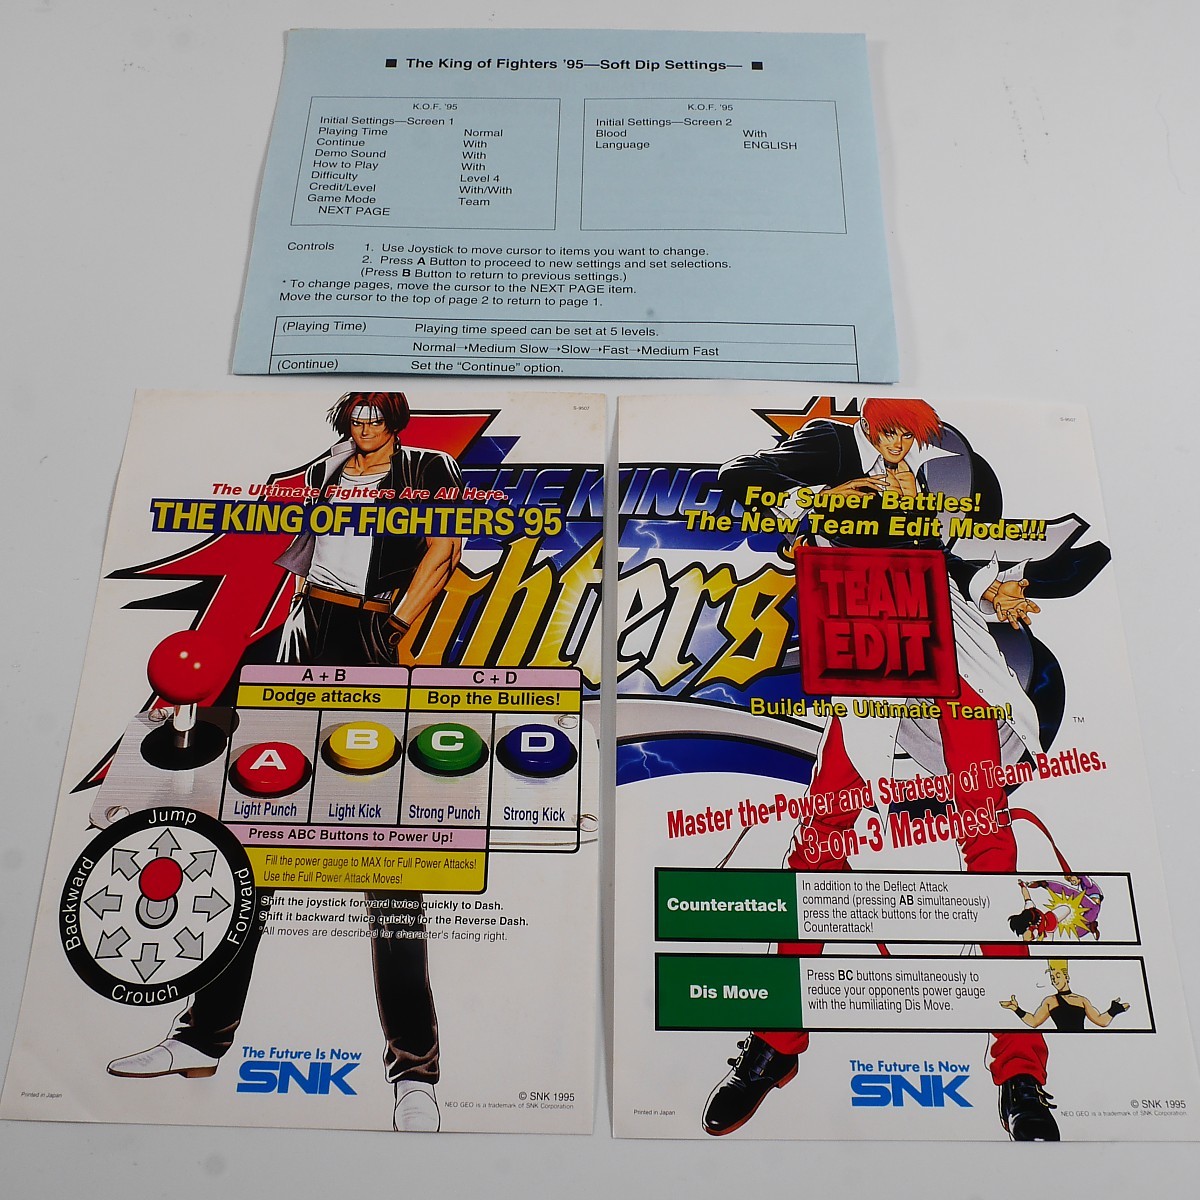 ■ The King of Fighters '95—Soft Dip Settings— ■
K.O.F. '95
Initial Settings—Screen 1
Playing Time Normal
Continue With
Demo Sound With
How to Play With
Difficulty Level 4
Credit/Level With/With
Game Mode Team
NEXT PAGE
K.O.F. '95
Initial Settings—Screen 2
Blood With
Language ENGLISH
Controls 1. Use Joystick to move cursor to items you want to change.
2. Press A Button to proceed to new settings and set selections.
(Press B Button to return to previous settings.)
* To change pages, move the cursor to the NEXT PAGE item.
Move the cursor to the top of page 2 to return to page 1.
(Playing Time) Playing time speed can be set at 5 levels.
Normal→Medium Slow→Slow→Fast→Medium Fast
(Continue) Set the "Continue" option.
S-9507
The Ultimate Fighters Are All Here.
THE KING OF FIGHTERS '95
THE KING
Fighters
A + B
C + D
Dodge attacks
Bop the Bullies!
A
B
C
D
Light Punch
Light Kick
Strong Punch
Strong Kick
Press ABC Buttons to Power Up!
Fill the power gauge to MAX for Full Power Attacks!
Use the Full Power Attack Moves!
Jump
Backward
Forward
Crouch
Shift the joystick forward twice quickly to Dash.
Shift it backward twice quickly for the Reverse Dash.
*All moves are described for character's facing right.
The Future Is Now
SNK
Printed in Japan
© SNK 1995
NEO GEO is a trademark of SNK Corporation
S-9507
For Super Battles!
The New Team Edit Mode!!!
TEAM
EDIT
Build the Ultimate Team!
TM
Master the Power and Strategy of Team Battles.
3-on-3 Matches!
Counterattack
In addition to the Deflect Attack
command (pressing AB simultaneously)
press the attack buttons for the crafty
Counterattack!
Dis Move
Press BC buttons simultaneously to
reduce your opponents power gauge
with the humiliating Dis Move.
The Future Is Now
SNK
Printed in Japan
© SNK 1995
NEO GEO is a trademark of SNK Corporation